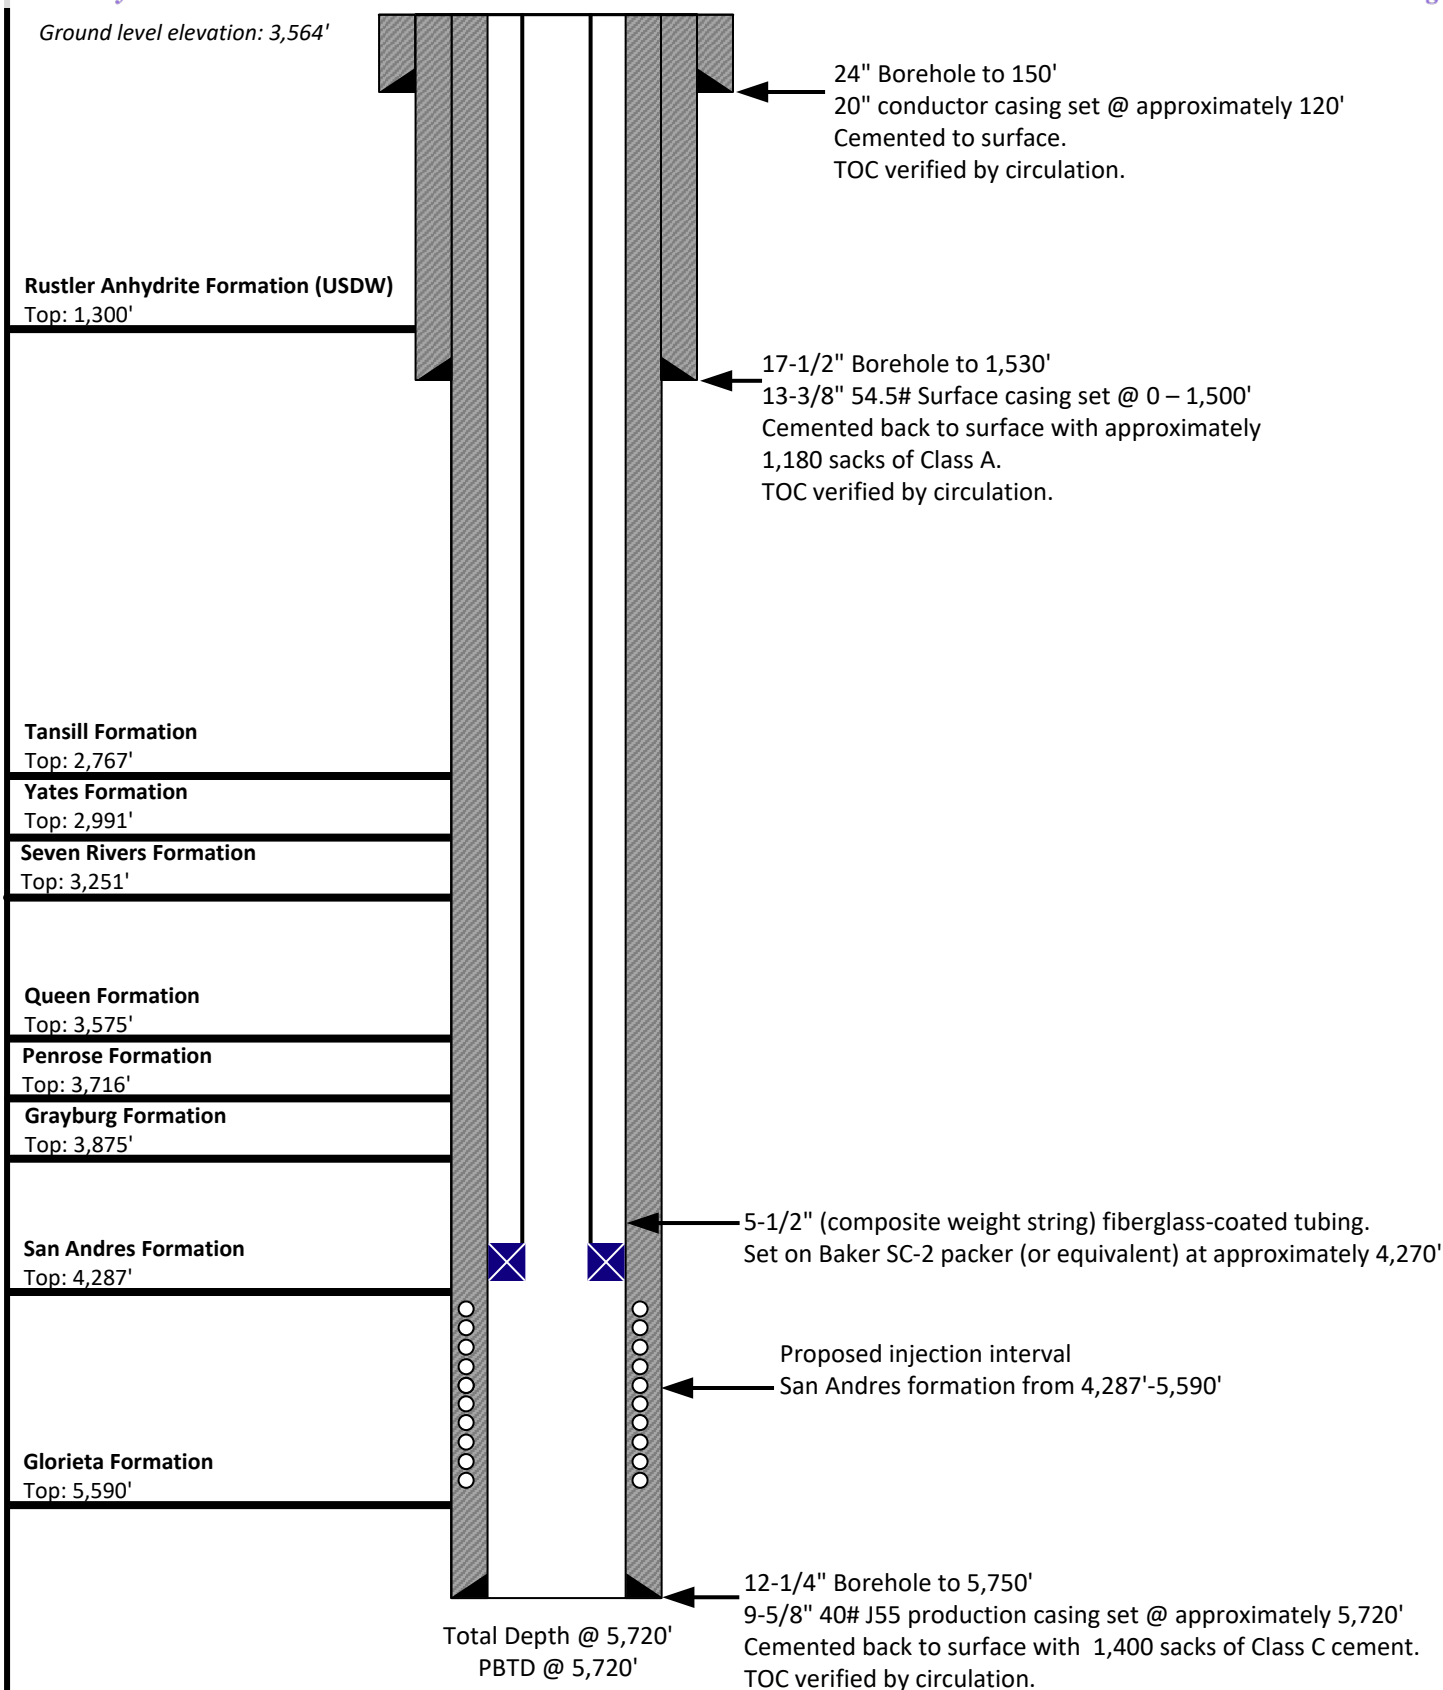 Ground level elevation: 3,564'
24" Borehole to 150'
20" conductor casing set @ approximately 120'
Cemented to surface.
TOC verified by circulation.
Rustler Anhydrite Formation (USDW)
Top: 1,300'
17-1/2" Borehole to 1,530'
13-3/8" 54.5# Surface casing set @ 0 – 1,500'
Cemented back to surface with approximately
1,180 sacks of Class A.
TOC verified by circulation.
Tansill Formation
Top: 2,767'
Yates Formation
Top: 2,991'
Seven Rivers Formation
Top: 3,251'
Queen Formation
Top: 3,575'
Penrose Formation
Top: 3,716'
Grayburg Formation
Top: 3,875'
5-1/2" (composite weight string) fiberglass-coated tubing.
Set on Baker SC-2 packer (or equivalent) at approximately 4,270'
San Andres Formation
Top: 4,287'
Proposed injection interval
San Andres formation from 4,287'-5,590'
Glorieta Formation
Top: 5,590'
12-1/4" Borehole to 5,750'
9-5/8" 40# J55 production casing set @ approximately 5,720'
Cemented back to surface with  1,400 sacks of Class C cement.
TOC verified by circulation.
Total Depth @ 5,720'
PBTD @ 5,720'